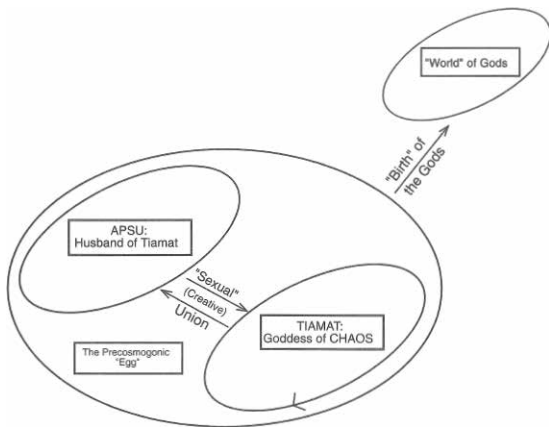 "World" of Gods
"Birth" of
the Gods
APSU:
Husband of Tiamat
"Sexual"
(Creative)
Union
TIAMAT:
Goddess of CHAOS
The Precosmogonic
"Egg"